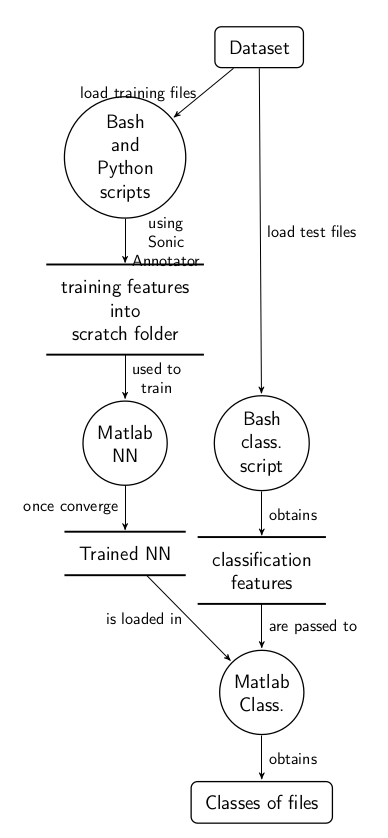 Dataset
load training files
Bash
and
Python
scripts
using
Sonic
Annotator
load test files
training features
into
scratch folder
used to
train
Matlab
NN
Bash
class.
script
once converge
obtains
Trained NN
classification
features
is loaded in
are passed to
Matlab
Class.
obtains
Classes of files